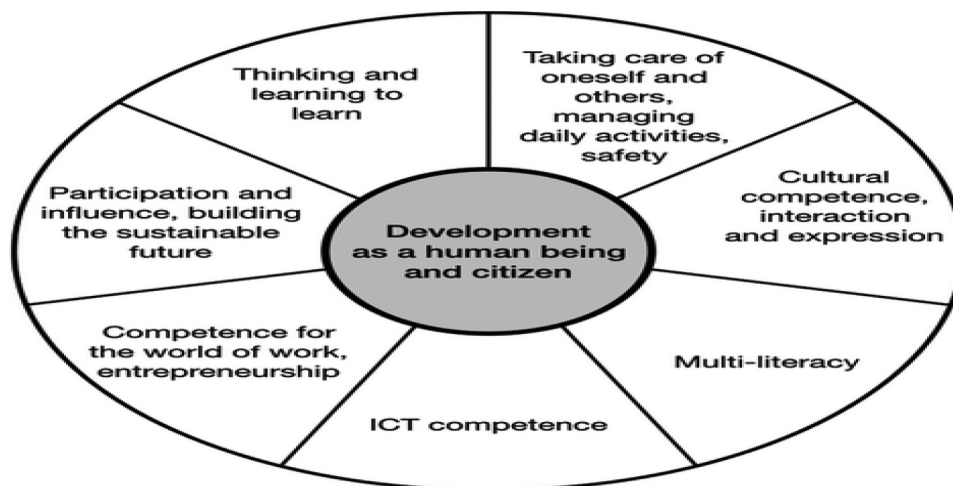 Thinking and
learning to
learn
Taking care of
oneself and
others,
managing
daily activities,
safety
Cultural
competence,
interaction
and expression
Multi-literacy
ICT competence
Competence for
the world of work,
entrepreneurship
Participation and
influence, building
the sustainable
future
Development
as a human being
and citizen